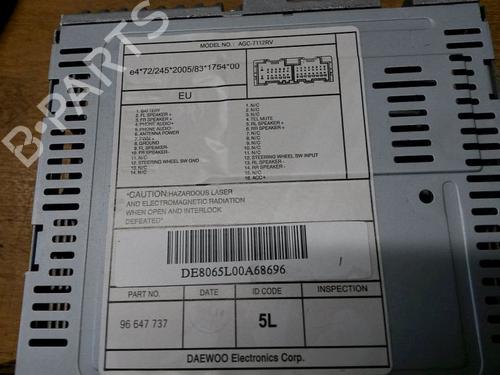 MODEL NO. : AGC-7112RV
e4*72/245*2005/83*1754*00
EU
1. BATTERY
2. FL SPEAKER +
3. FR SPEAKER +
4. PHONE AUDIO+
5. PHONE AUDIO-
6. ANTENNA POWER
8. GROUND
9. FL SPEAKER-
10. FR SPEAKER-
11. N/C
12. STEERING WHEEL SW GND
13. N/C
14. N/C
1. N/C
2. N/C
3. N/C
4. TEL MUTE
5. RL SPEAKER +
6. RR SPEAKER +
7. N/C
8. N/C
9. N/C
10. N/C
11. N/C
12. STEERING WHEEL SW INPUT
13. RL SPEAKER -
14. RR SPEAKER-
15. N/C
16. ACC+
"CAUTION:HAZARDOUS LASER
AND ELECTROMAGNETIC RADIATION
WHEN OPEN AND INTERLOCK
DEFEATED"
DE8065L00A68696
PART NO DATE ID CODE INSPECTION
96 647 737 5L
DAEWOO Electronics Corp.
B-PARTS